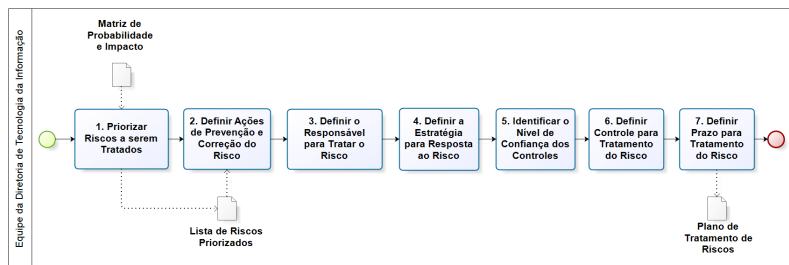 Equipe da Diretoria de Tecnologia da Informação
Matriz de
Probabilidade
e Impacto
1. Priorizar
Riscos a serem
Tratados
2. Definir Ações
de Prevenção e
Correção do
Risco
3. Definir o
Responsável
para Tratar o
Risco
4. Definir a
Estratégia
para Resposta
ao Risco
5. Identificar o
Nível de
Confiança dos
Controles
6. Definir
Controle para
Tratamento
do Risco
7. Definir
Prazo para
Tratamento
do Risco
Lista de Riscos
Priorizados
Plano de
Tratamento de
Riscos